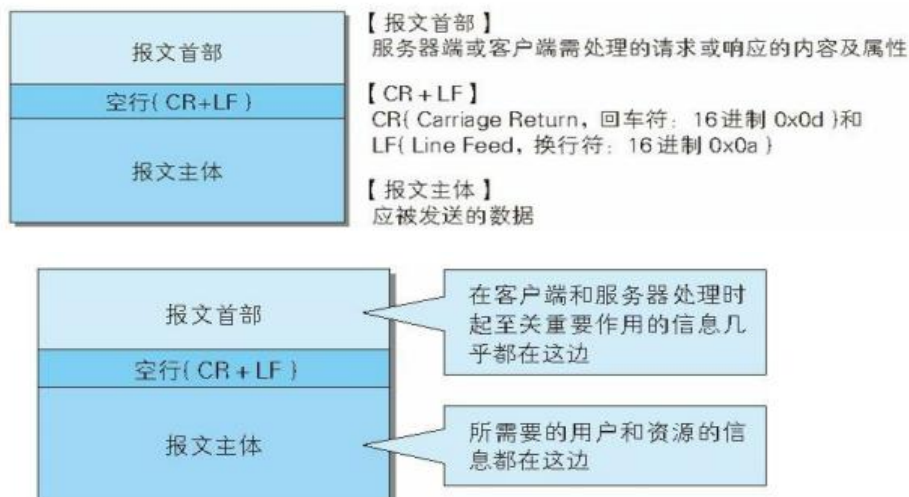 报文首部
空行(CR+LF)
报文主体
【报文首部】
服务器端或客户端需处理的请求或响应的内容及属性
【CR+LF】
CR(Carriage Return，回车符：16进制 0x0d)和
LF(Line Feed，换行符：16进制 0x0a)
【报文主体】
应被发送的数据
报文首部
空行(CR+LF)
报文主体
在客户端和服务器处理时
起至关重要作用的信息几
乎都在这边
所需要的用户和资源的信
息都在这边